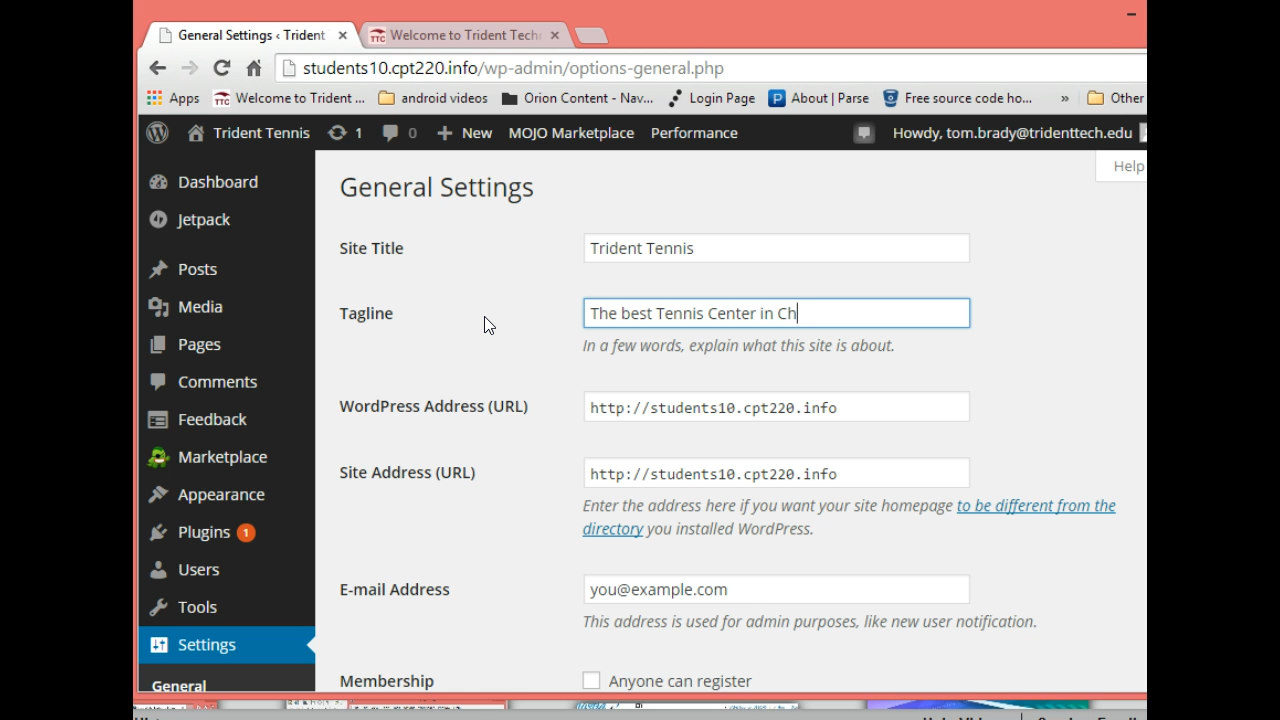 General Settings ‹ Trident
Welcome to Trident Tech
students10.cpt220.info/wp-admin/options-general.php
Apps Welcome to Trident ... android videos Orion Content - Nav... Login Page About | Parse Free source code ho... » Other
Trident Tennis 1 0 New MOJO Marketplace Performance Howdy, tom.brady@tridenttech.edu
Help
Dashboard
Jetpack
Posts
Media
Pages
Comments
Feedback
Marketplace
Appearance
Plugins 1
Users
Tools
Settings
General
General Settings
Site Title Trident Tennis
Tagline The best Tennis Center in Ch
In a few words, explain what this site is about.
WordPress Address (URL) http://students10.cpt220.info
Site Address (URL) http://students10.cpt220.info
Enter the address here if you want your site homepage to be different from the
directory you installed WordPress.
E-mail Address you@example.com
This address is used for admin purposes, like new user notification.
Membership Anyone can register